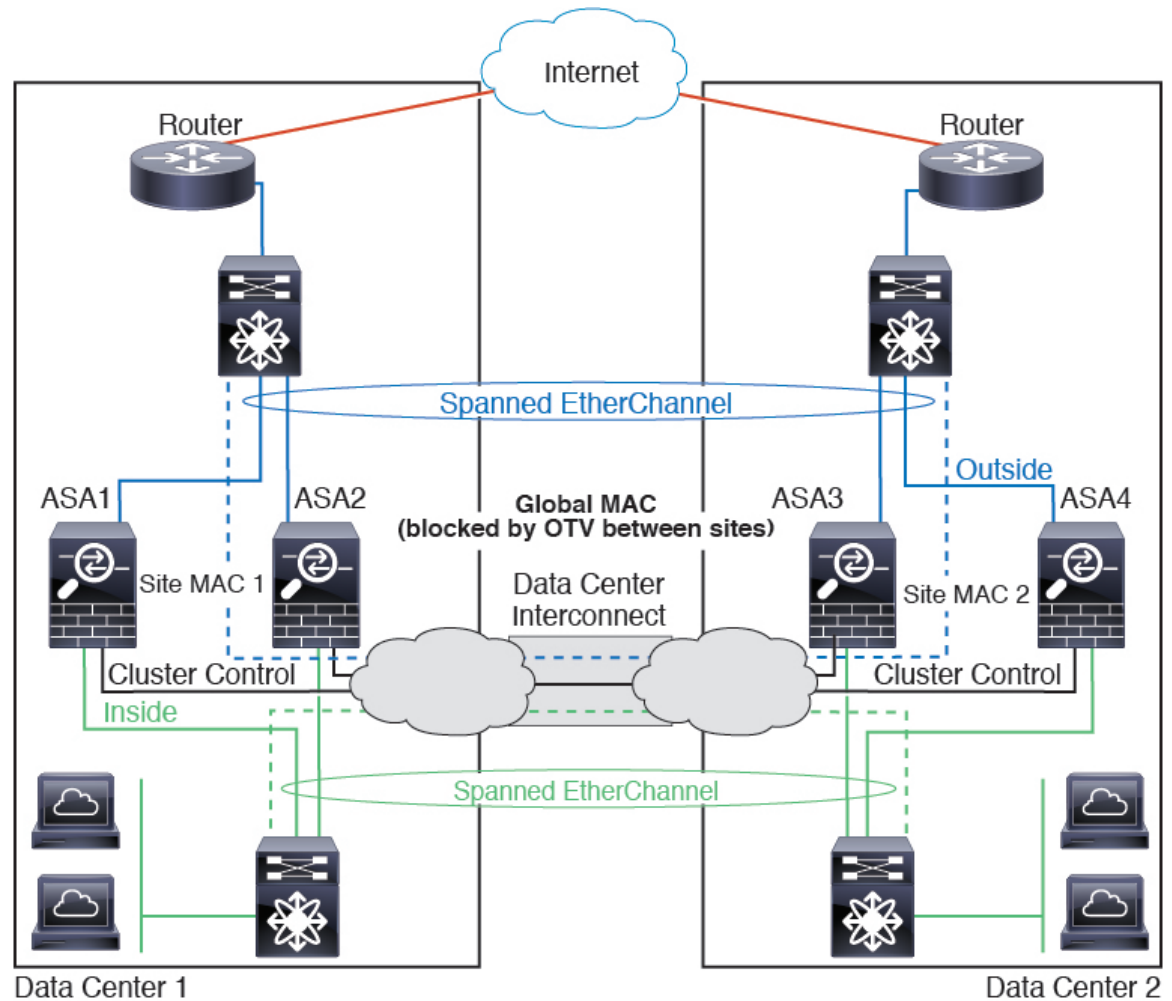 Internet
Router
Router
Spanned EtherChannel
Outside
ASA1
ASA2
Global MAC
(blocked by OTV between sites)
ASA3
ASA4
Site MAC 1
Data Center
Interconnect
Site MAC 2
Cluster Control
Cluster Control
Inside
Spanned EtherChannel
Data Center 1
Data Center 2